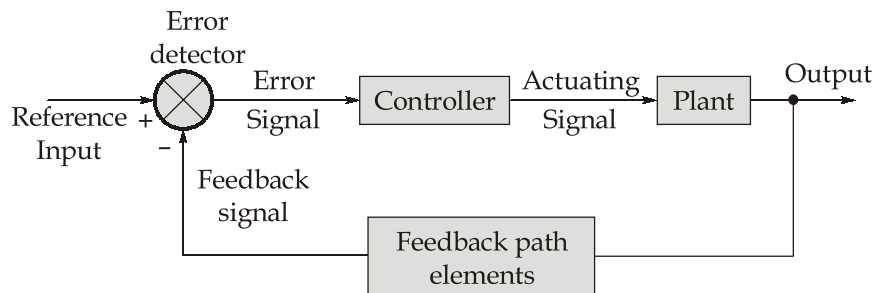 Error
detector
Error
Signal
Controller
Actuating
Signal
Plant
Output
Reference
Input
+
−
Feedback
signal
Feedback path
elements